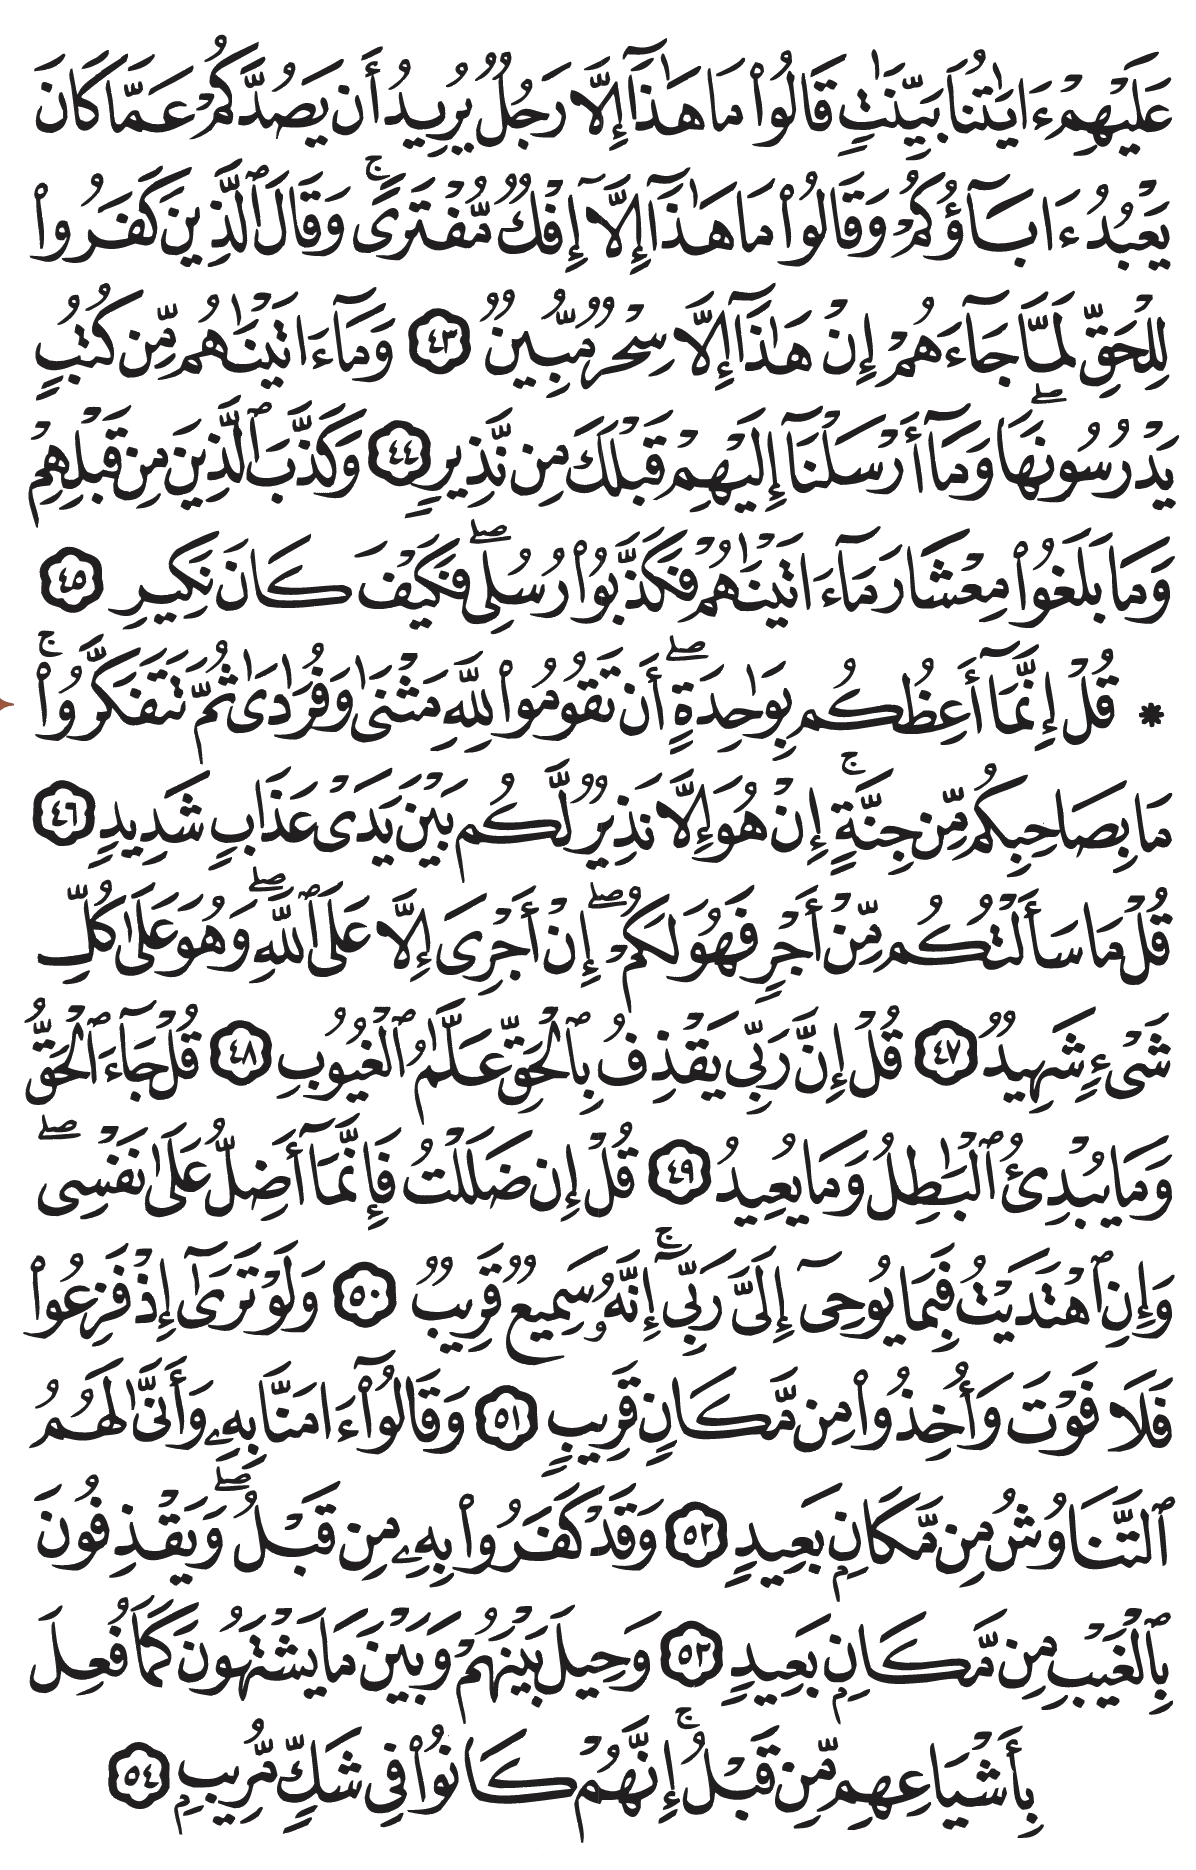 عَلَيْهِمْ ءَايَٰتُنَا بَيِّنَٰتٍ قَالُوا۟ مَا هَٰذَآ إِلَّا رَجُلٌ يُرِيدُ أَن يَصُدَّكُمْ عَمَّا كَانَ
يَعْبُدُ ءَابَآؤُكُمْ وَقَالُوا۟ مَا هَٰذَآ إِلَّآ إِفْكٌ مُّفْتَرًى ۚ وَقَالَ ٱلَّذِينَ كَفَرُوا۟
لِلْحَقِّ لَمَّا جَآءَهُمْ إِنْ هَٰذَآ إِلَّا سِحْرٌ مُّبِينٌ ٤٣ وَمَآ ءَاتَيْنَٰهُم مِّن كُتُبٍ
يَدْرُسُونَهَا ۖ وَمَآ أَرْسَلْنَآ إِلَيْهِمْ قَبْلَكَ مِن نَّذِيرٍ ٤٤ وَكَذَّبَ ٱلَّذِينَ مِن قَبْلِهِمْ
وَمَا بَلَغُوا۟ مِعْشَارَ مَآ ءَاتَيْنَٰهُمْ فَكَذَّبُوا۟ رُسُلِى ۖ فَكَيْفَ كَانَ نَكِيرِ ٤٥
۞ قُلْ إِنَّمَآ أَعِظُكُم بِوَٰحِدَةٍ ۖ أَن تَقُومُوا۟ لِلَّهِ مَثْنَىٰ وَفُرَٰدَىٰ ثُمَّ تَتَفَكَّرُوا۟ ۚ
مَا بِصَاحِبِكُم مِّن جِنَّةٍ ۚ إِنْ هُوَ إِلَّا نَذِيرٌ لَّكُم بَيْنَ يَدَىْ عَذَابٍ شَدِيدٍ ٤٦
قُلْ مَا سَأَلْتُكُم مِّنْ أَجْرٍ فَهُوَ لَكُمْ ۖ إِنْ أَجْرِىَ إِلَّا عَلَى ٱللَّهِ ۖ وَهُوَ عَلَىٰ كُلِّ
شَىْءٍ شَهِيدٌ ٤٧ قُلْ إِنَّ رَبِّى يَقْذِفُ بِٱلْحَقِّ عَلَّٰمُ ٱلْغُيُوبِ ٤٨ قُلْ جَآءَ ٱلْحَقُّ
وَمَا يُبْدِئُ ٱلْبَٰطِلُ وَمَا يُعِيدُ ٤٩ قُلْ إِن ضَلَلْتُ فَإِنَّمَآ أَضِلُّ عَلَىٰ نَفْسِى ۖ
وَإِنِ ٱهْتَدَيْتُ فَبِمَا يُوحِىٓ إِلَىَّ رَبِّىٓ ۚ إِنَّهُۥ سَمِيعٌ قَرِيبٌ ٥٠ وَلَوْ تَرَىٰٓ إِذْ فَزِعُوا۟
فَلَا فَوْتَ وَأُخِذُوا۟ مِن مَّكَانٍ قَرِيبٍ ٥١ وَقَالُوٓا۟ ءَامَنَّا بِهِۦ وَأَنَّىٰ لَهُمُ
ٱلتَّنَاوُشُ مِن مَّكَانٍۭ بَعِيدٍ ٥٢ وَقَدْ كَفَرُوا۟ بِهِۦ مِن قَبْلُ ۖ وَيَقْذِفُونَ
بِٱلْغَيْبِ مِن مَّكَانٍۭ بَعِيدٍ ٥٣ وَحِيلَ بَيْنَهُمْ وَبَيْنَ مَا يَشْتَهُونَ كَمَا فُعِلَ
بِأَشْيَاعِهِم مِّن قَبْلُ ۚ إِنَّهُمْ كَانُوا۟ فِى شَكٍّ مُّرِيبٍۭ ٥٤